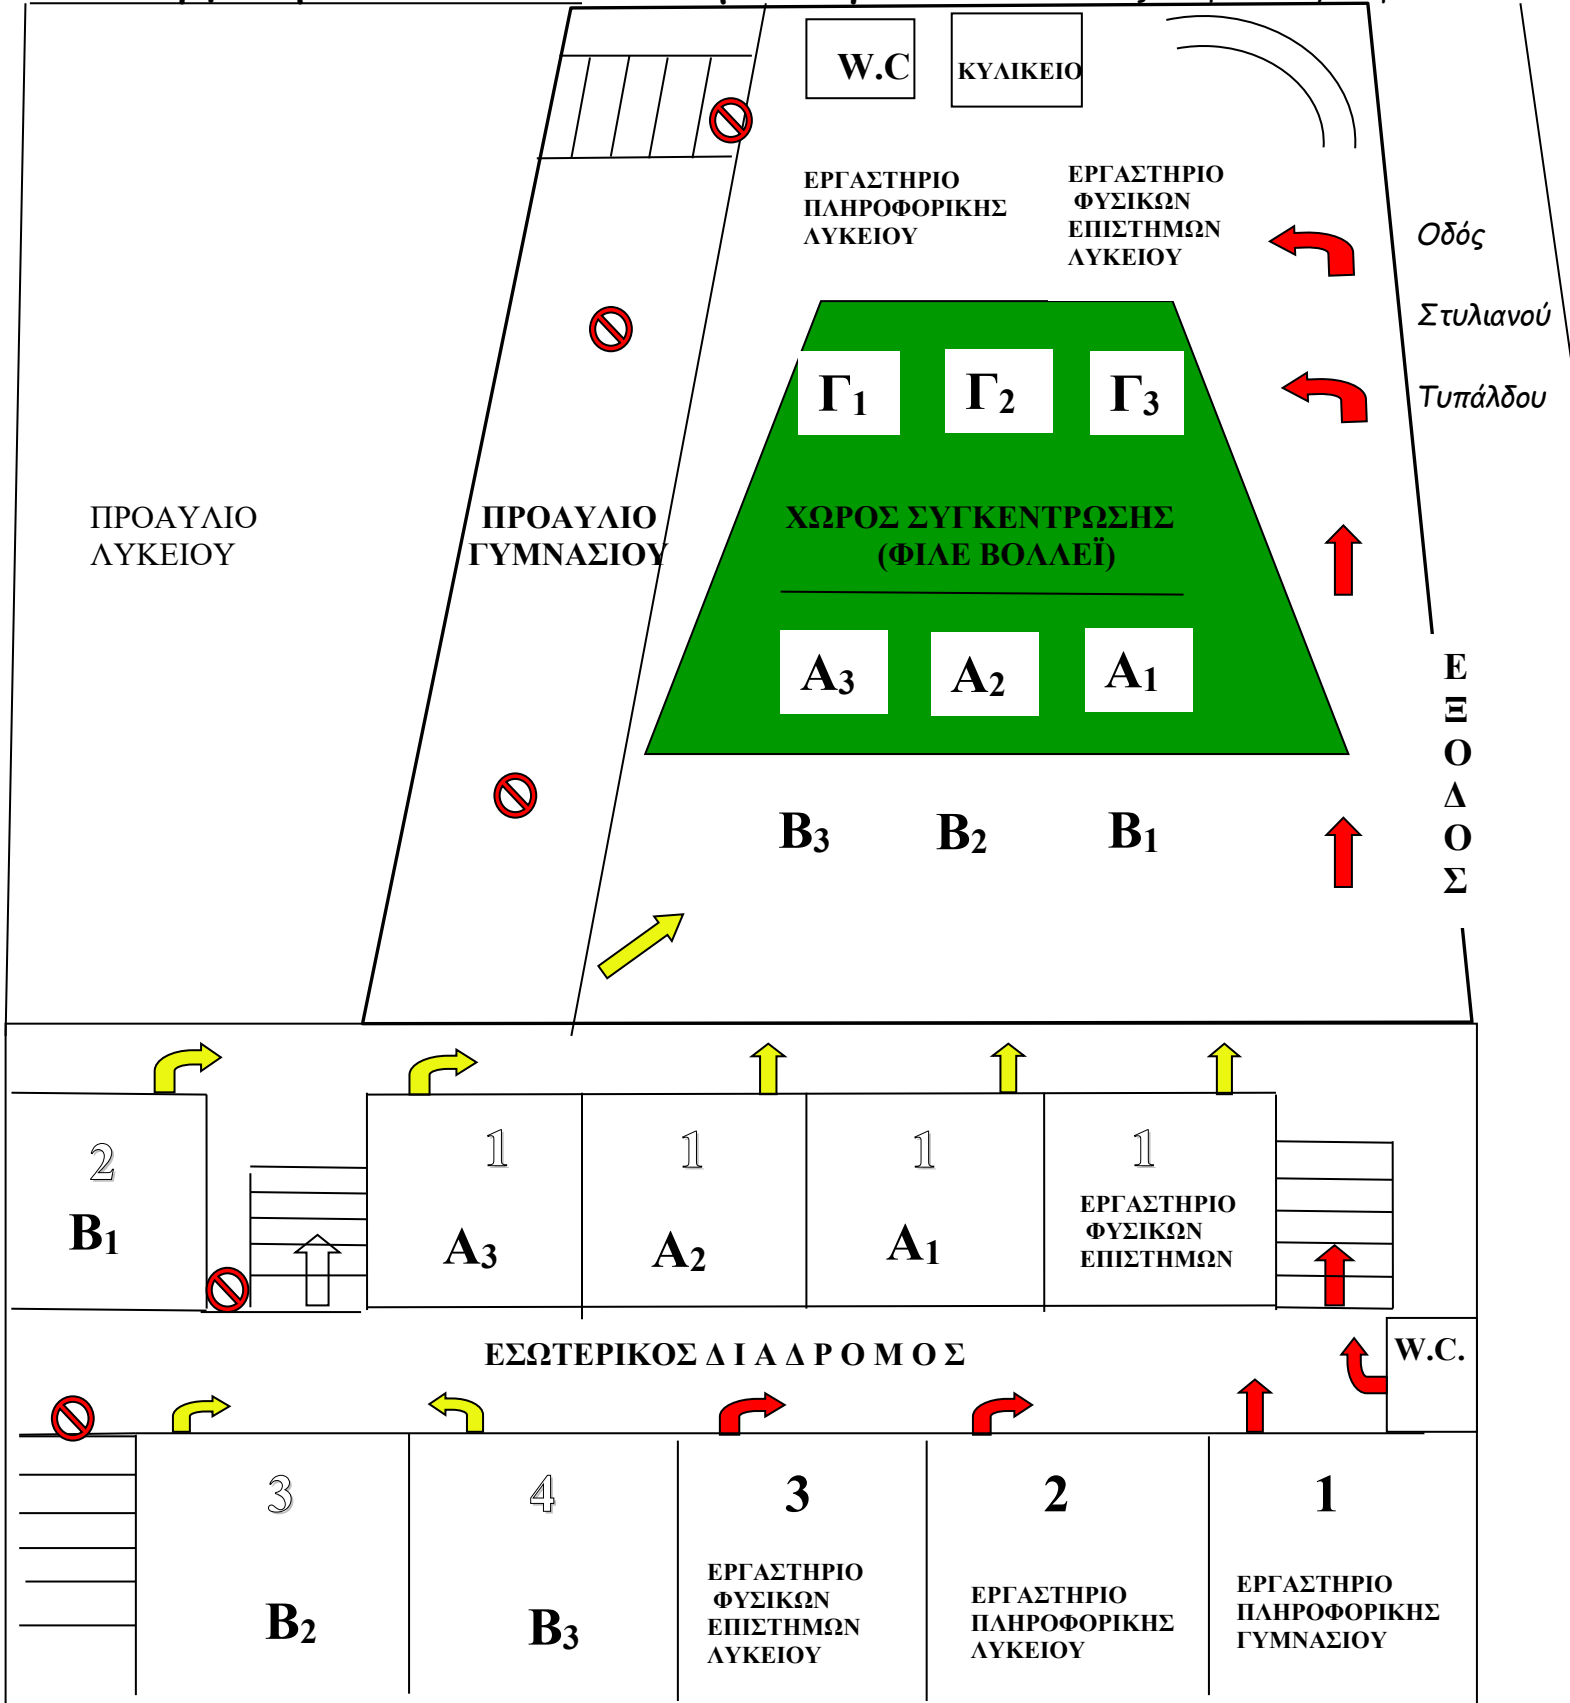 W.C
ΚΥΛΙΚΕΙΟ
ΕΡΓΑΣΤΗΡΙΟ
ΠΛΗΡΟΦΟΡΙΚΗΣ
ΛΥΚΕΙΟΥ
ΕΡΓΑΣΤΗΡΙΟ
ΦΥΣΙΚΩΝ
ΕΠΙΣΤΗΜΩΝ
ΛΥΚΕΙΟΥ
Οδός
Στυλιανού
Τυπάλδου
Γ1
Γ2
Γ3
ΠΡΟΑΥΛΙΟ
ΛΥΚΕΙΟΥ
ΠΡΟΑΥΛΙΟ
ΓΥΜΝΑΣΙΟΥ
ΧΩΡΟΣ ΣΥΓΚΕΝΤΡΩΣΗΣ
(ΦΙΛΕ ΒΟΛΛΕΪ)
Α3
Α2
Α1
Ε
Ξ
Ο
Δ
Ο
Σ
Β3
Β2
Β1
2
Β1
1
Α3
1
Α2
1
Α1
1
ΕΡΓΑΣΤΗΡΙΟ
ΦΥΣΙΚΩΝ
ΕΠΙΣΤΗΜΩΝ
ΕΣΩΤΕΡΙΚΟΣ Δ Ι Α Δ Ρ Ο Μ Ο Σ
W.C.
3
Β2
4
Β3
3
ΕΡΓΑΣΤΗΡΙΟ
ΦΥΣΙΚΩΝ
ΕΠΙΣΤΗΜΩΝ
ΛΥΚΕΙΟΥ
2
ΕΡΓΑΣΤΗΡΙΟ
ΠΛΗΡΟΦΟΡΙΚΗΣ
ΛΥΚΕΙΟΥ
1
ΕΡΓΑΣΤΗΡΙΟ
ΠΛΗΡΟΦΟΡΙΚΗΣ
ΓΥΜΝΑΣΙΟΥ